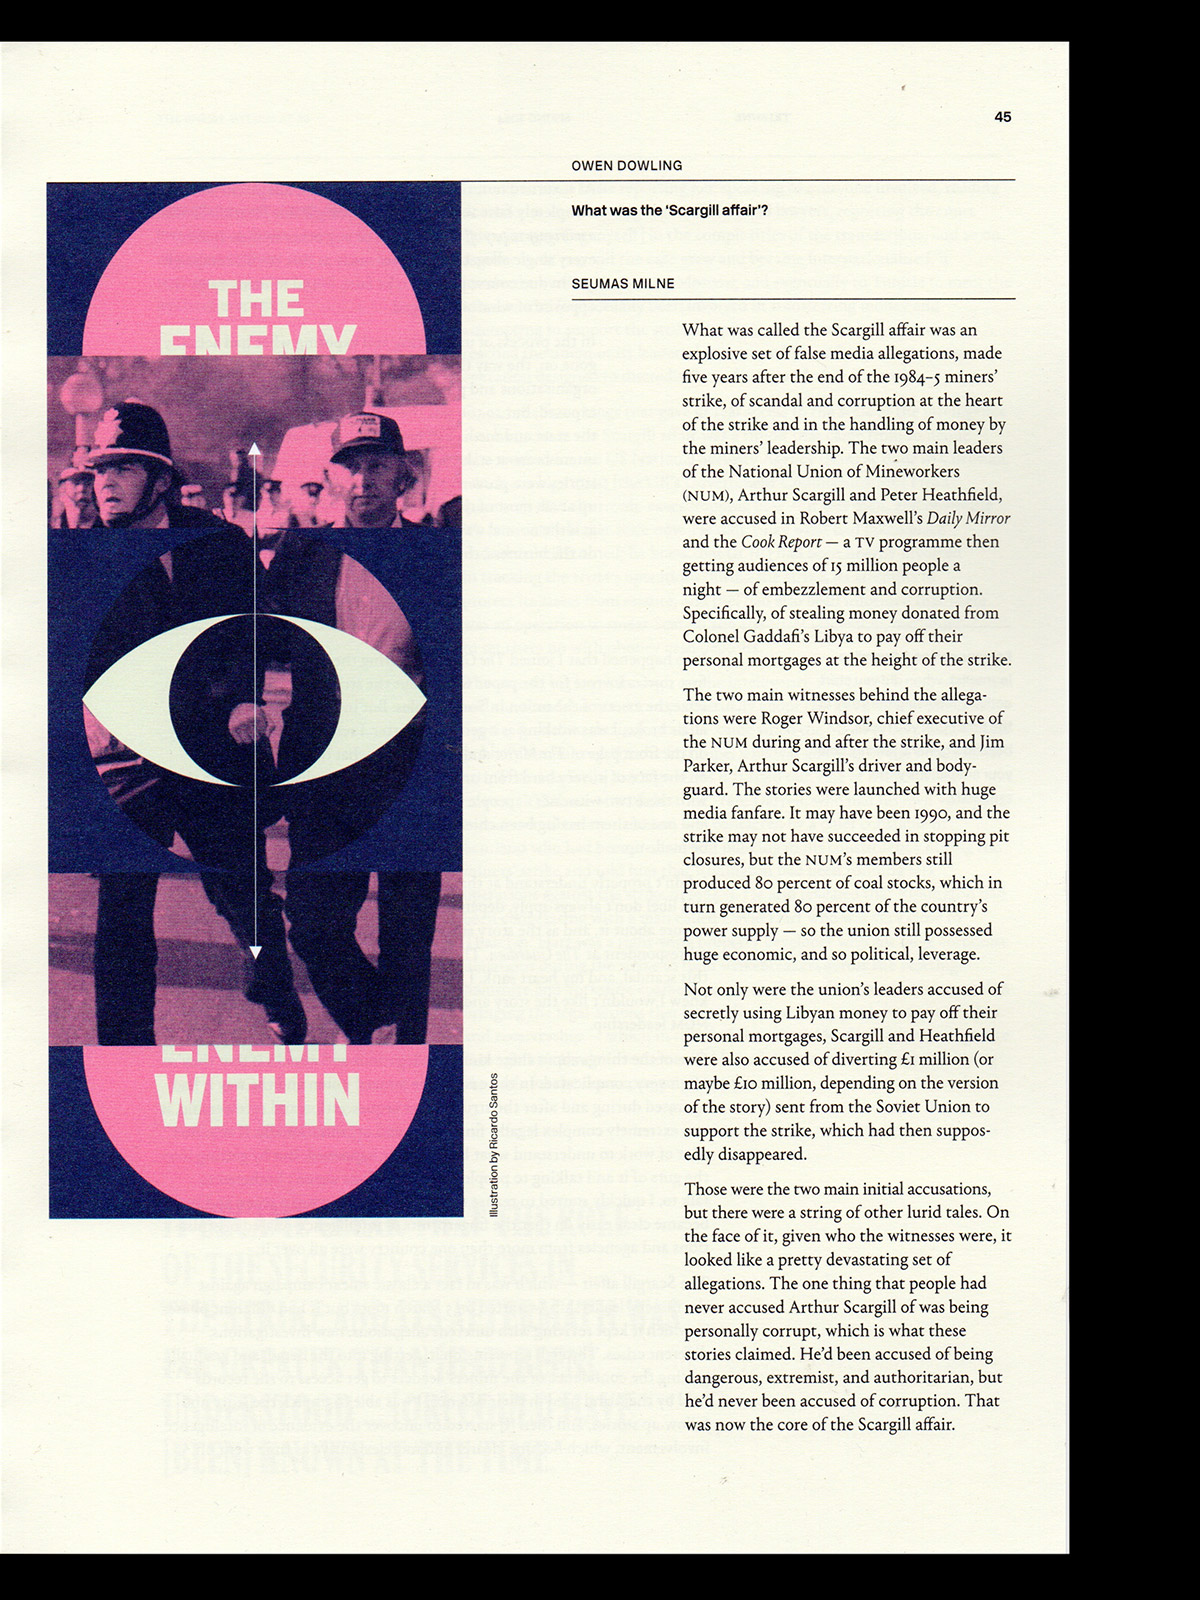 45
OWEN DOWLING
What was the ‘Scargill affair’?
SEUMAS MILNE
What was called the Scargill affair was an
explosive set of false media allegations, made
five years after the end of the 1984–5 miners’
strike, of scandal and corruption at the heart
of the strike and in the handling of money by
the miners’ leadership. The two main leaders
of the National Union of Mineworkers
(NUM), Arthur Scargill and Peter Heathfield,
were accused in Robert Maxwell’s Daily Mirror
and the Cook Report — a TV programme then
getting audiences of 15 million people a
night — of embezzlement and corruption.
Specifically, of stealing money donated from
Colonel Gaddafi’s Libya to pay off their
personal mortgages at the height of the strike.
The two main witnesses behind the allega-
tions were Roger Windsor, chief executive of
the NUM during and after the strike, and Jim
Parker, Arthur Scargill’s driver and body-
guard. The stories were launched with huge
media fanfare. It may have been 1990, and the
strike may not have succeeded in stopping pit
closures, but the NUM’s members still
produced 80 percent of coal stocks, which in
turn generated 80 percent of the country’s
power supply — so the union still possessed
huge economic, and so political, leverage.
Not only were the union’s leaders accused of
secretly using Libyan money to pay off their
personal mortgages, Scargill and Heathfield
were also accused of diverting £1 million (or
maybe £10 million, depending on the version
of the story) sent from the Soviet Union to
support the strike, which had then suppos-
edly disappeared.
Those were the two main initial accusations,
but there were a string of other lurid tales. On
the face of it, given who the witnesses were, it
looked like a pretty devastating set of
allegations. The one thing that people had
never accused Arthur Scargill of was being
personally corrupt, which is what these
stories claimed. He’d been accused of being
dangerous, extremist, and authoritarian, but
he’d never been accused of corruption. That
was now the core of the Scargill affair.
THE
ENEMY
ENEMY
WITHIN
Illustration by Ricardo Santos